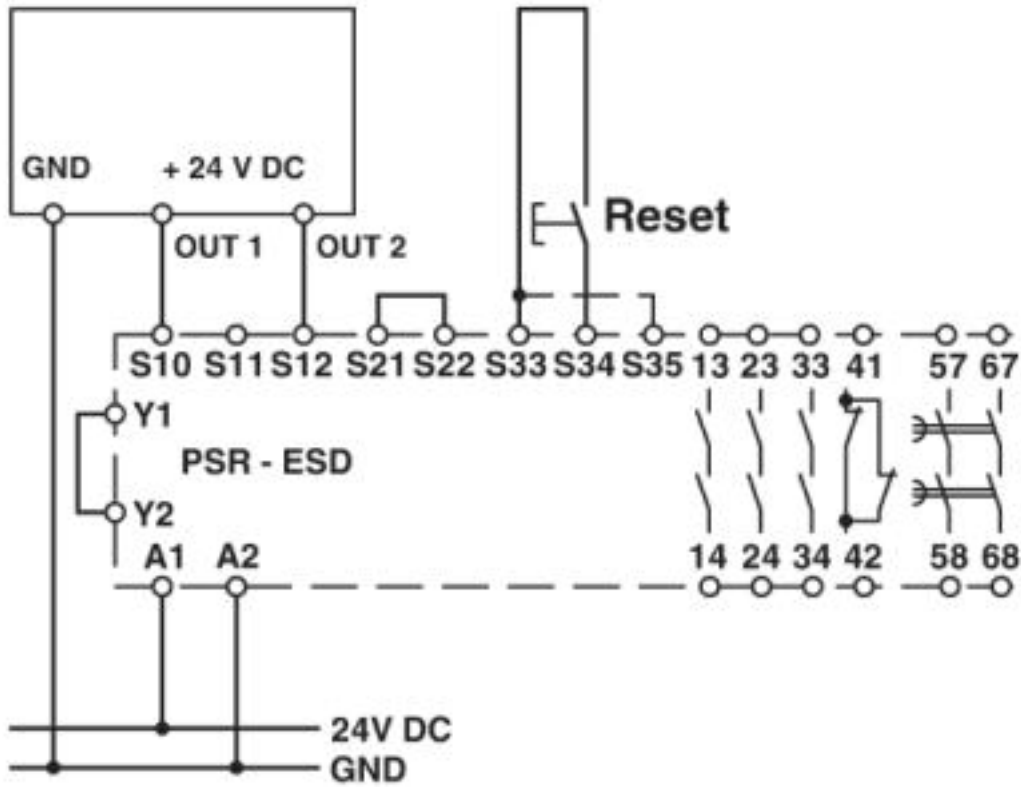 GND + 24 V DC
OUT 1 OUT 2
Reset
S10 S11 S12 S21 S22 S33 S34 S35 13 23 33 41 57 67
Y1
PSR - ESD
Y2
A1 A2
14 24 34 42 58 68
24V DC
GND